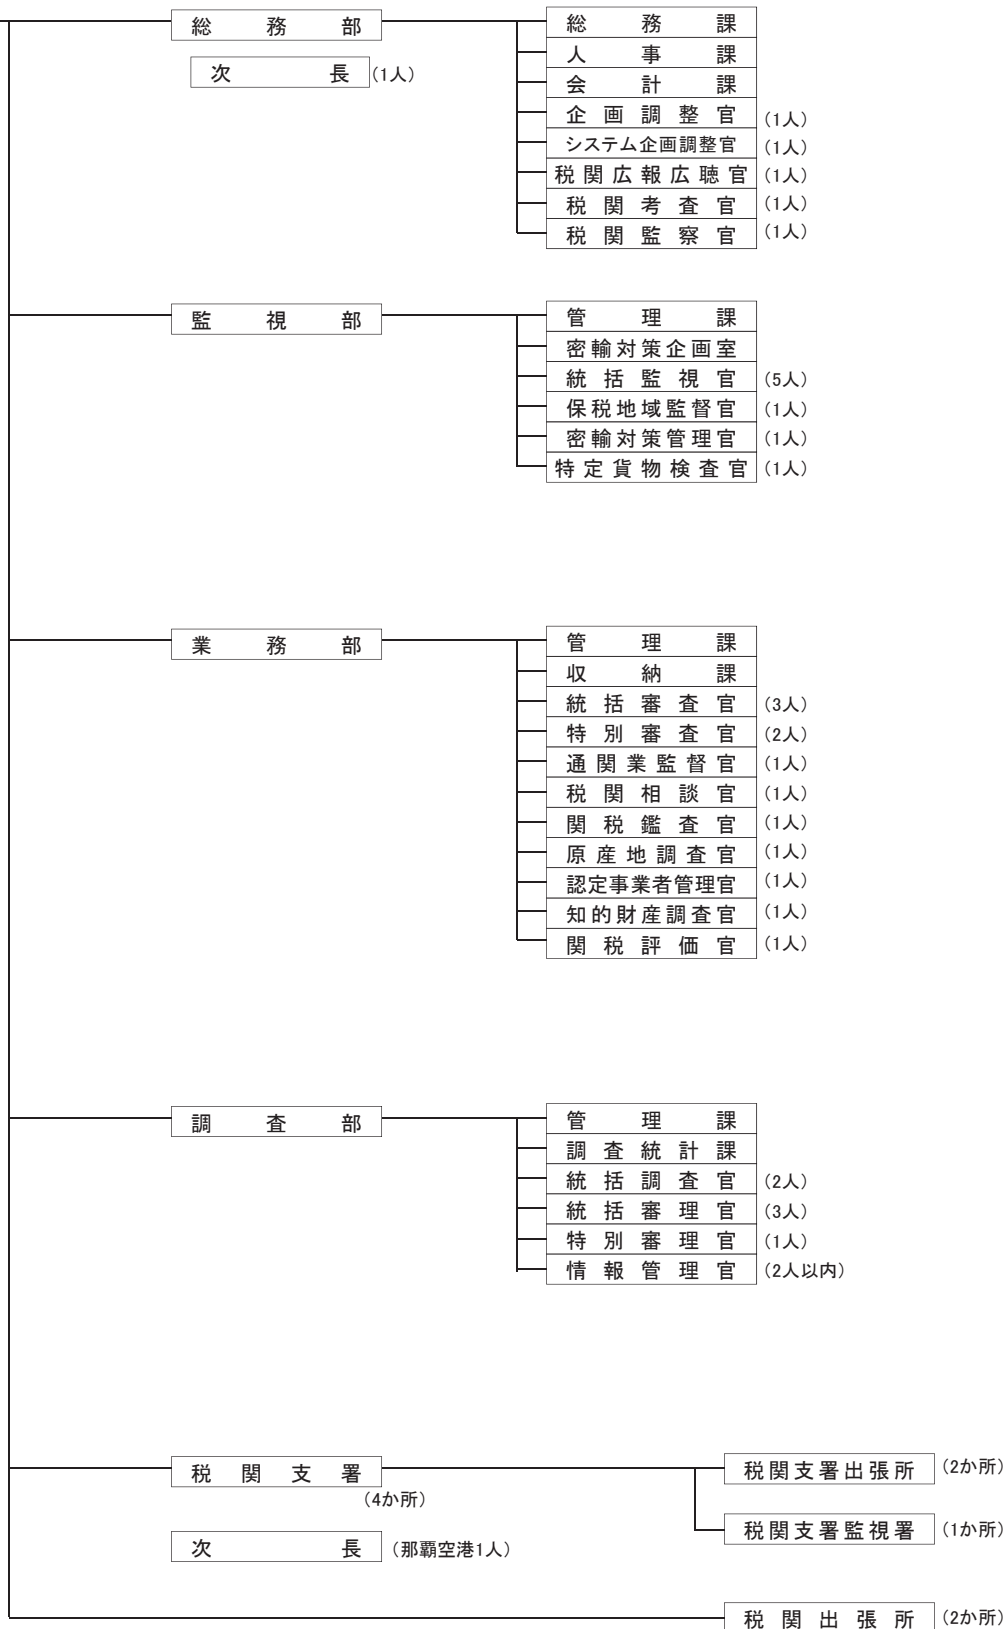 総務部
次長（1人）
総務課
人事課
会計課
企画調整官（1人）
システム企画調整官（1人）
税関広報広聴官（1人）
税関考査官（1人）
税関監察官（1人）
監視部
管理課
密輸対策企画室
統括監視官（5人）
保税地域監督官（1人）
密輸対策管理官（1人）
特定貨物検査官（1人）
業務部
管理課
収納課
統括審査官（3人）
特別審査官（2人）
通関業監督官（1人）
税関相談官（1人）
関税鑑査官（1人）
原産地調査官（1人）
認定事業者管理官（1人）
知的財産調査官（1人）
関税評価官（1人）
調査部
管理課
調査統計課
統括調査官（2人）
統括審理官（3人）
特別審理官（1人）
情報管理官（2人以内）
税関支署
（4か所）
次長（那覇空港1人）
税関支署出張所（2か所）
税関支署監視署（1か所）
税関出張所（2か所）